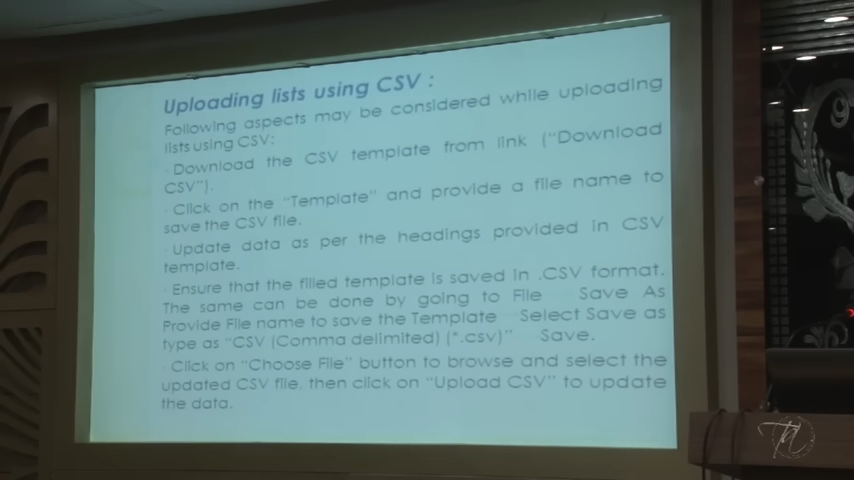 Uploading lists using CSV :
Following aspects may be considered while uploading
lists using CSV:
· Download the CSV template from link (“Download
CSV”).
· Click on the “Template” and provide a file name to
save the CSV file.
· Update data as per the headings provided in CSV
template.
· Ensure that the filled template is saved in .CSV format.
The same can be done by going to File Save As
Provide File name to save the Template Select Save as
type as “CSV (Comma delimited) (*.csv)” Save.
· Click on “Choose File” button to browse and select the
updated CSV file, then click on “Upload CSV” to update
the data.